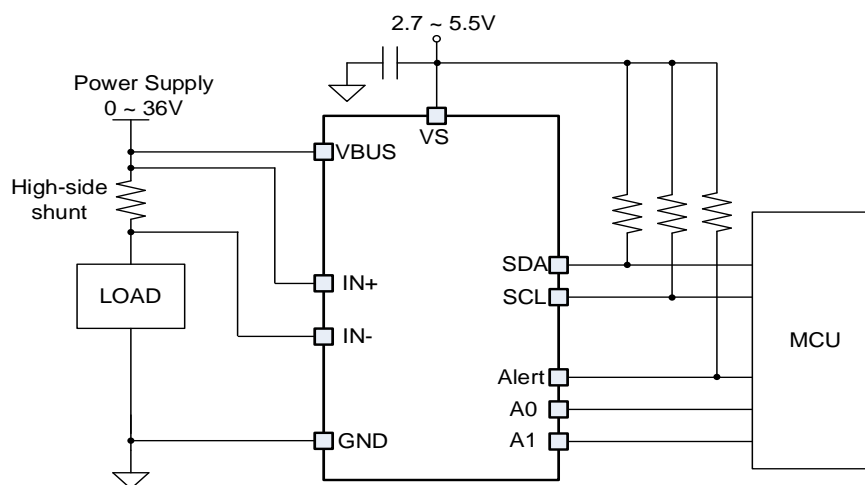 2.7 ~ 5.5V
Power Supply
0 ~ 36V
VS
VBUS
High-side
shunt
SDA
IN+
LOAD
SCL
IN-
MCU
Alert
A0
GND
A1